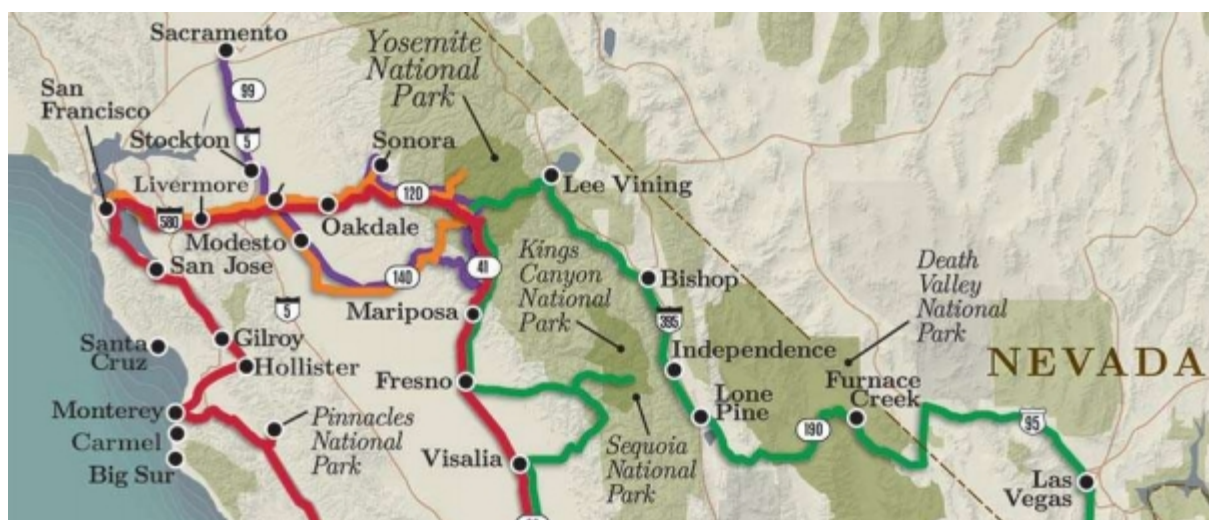 Sacramento
Yosemite
National
Park
99
San
Francisco
5
Stockton
Sonora
Livermore
120
Lee Vining
580
Oakdale
Modesto
Kings
Canyon
National
Park
Death
Valley
National
Park
San Jose
140
41
Bishop
5
Mariposa
395
Santa
Cruz
Gilroy
Hollister
Independence
NEVADA
Fresno
Lone
Pine
Furnace
Creek
Monterey
Pinnacles
National
Park
190
95
Carmel
Big Sur
Visalia
Sequoia
National
Park
Las
Vegas